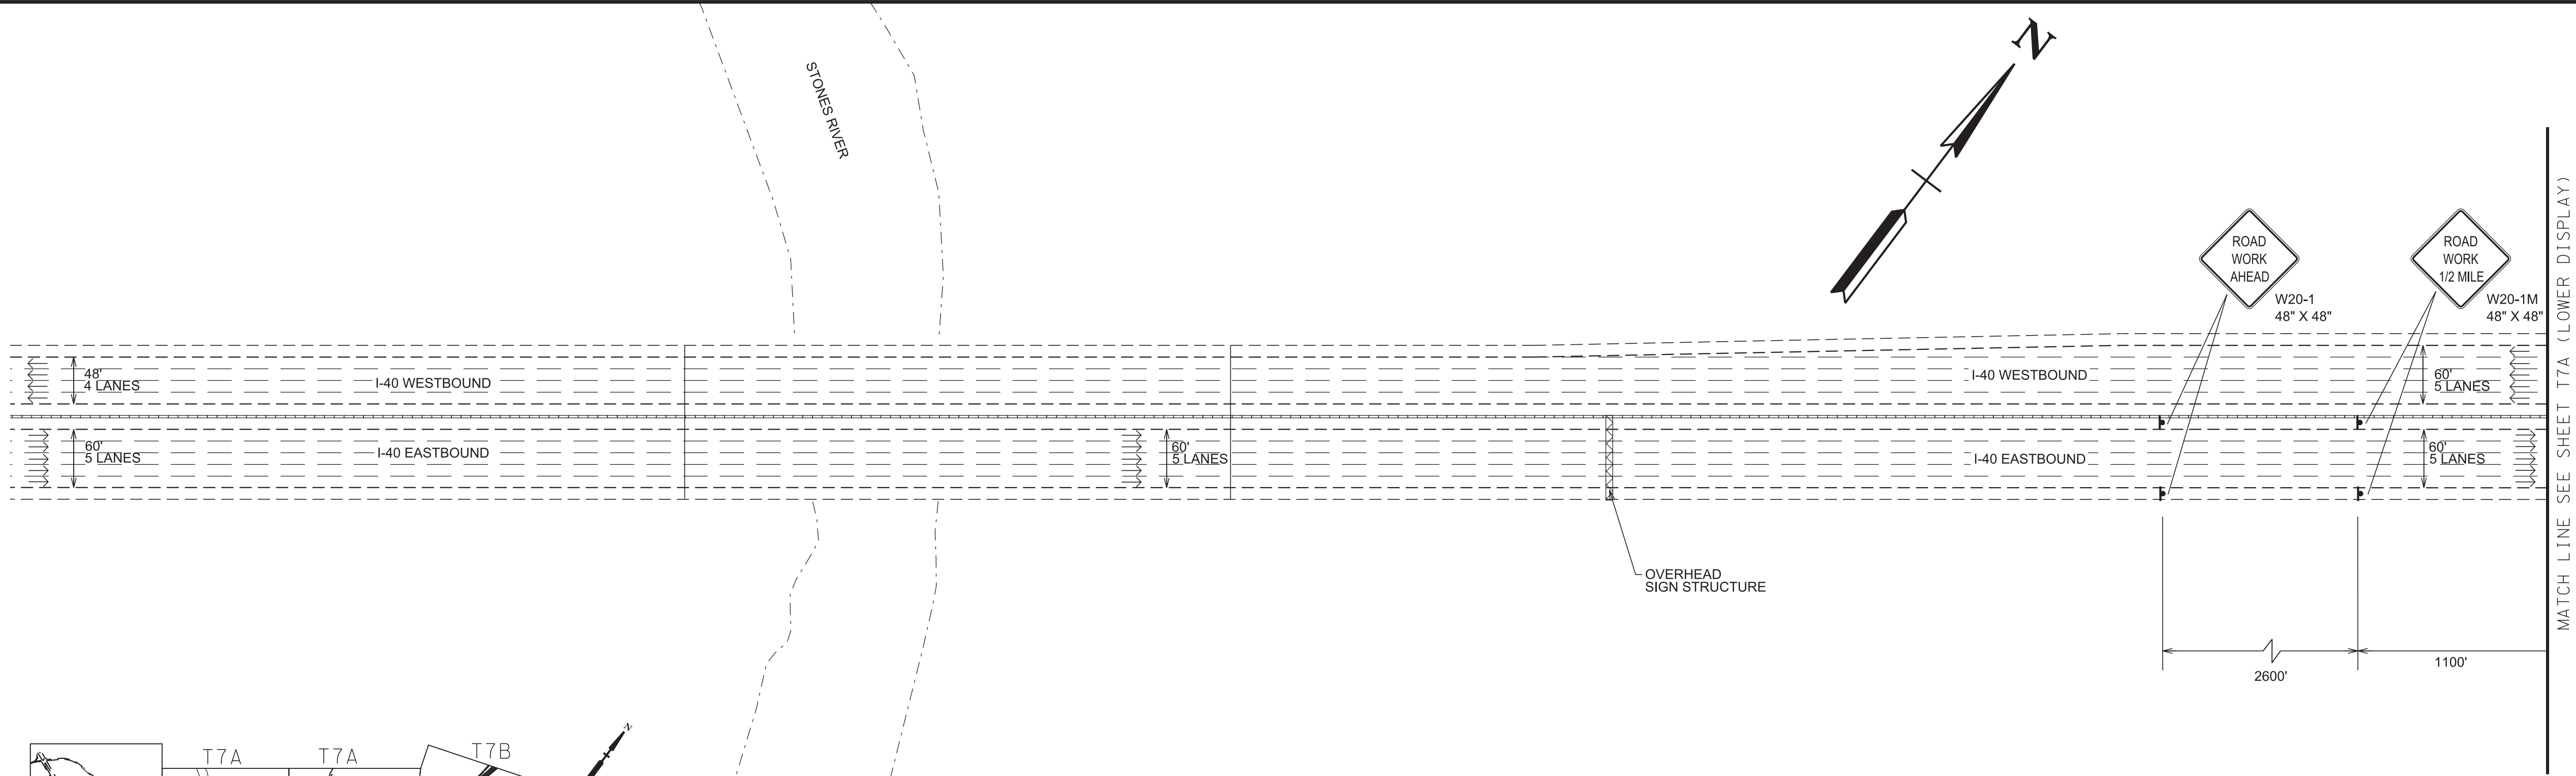 N
STONES RIVER
ROAD
WORK
AHEAD
W20-1
48" X 48"
ROAD
WORK
1/2 MILE
W20-1M
48" X 48"
MATCH LINE SEE SHEET T7A (LOWER DISPLAY)
48'
4 LANES
I-40 WESTBOUND
I-40 WESTBOUND
60'
5 LANES
60'
5 LANES
I-40 EASTBOUND
60'
5 LANES
I-40 EASTBOUND
60'
5 LANES
OVERHEAD
SIGN STRUCTURE
2600'
1100'
T7A
T7A
T7B
N